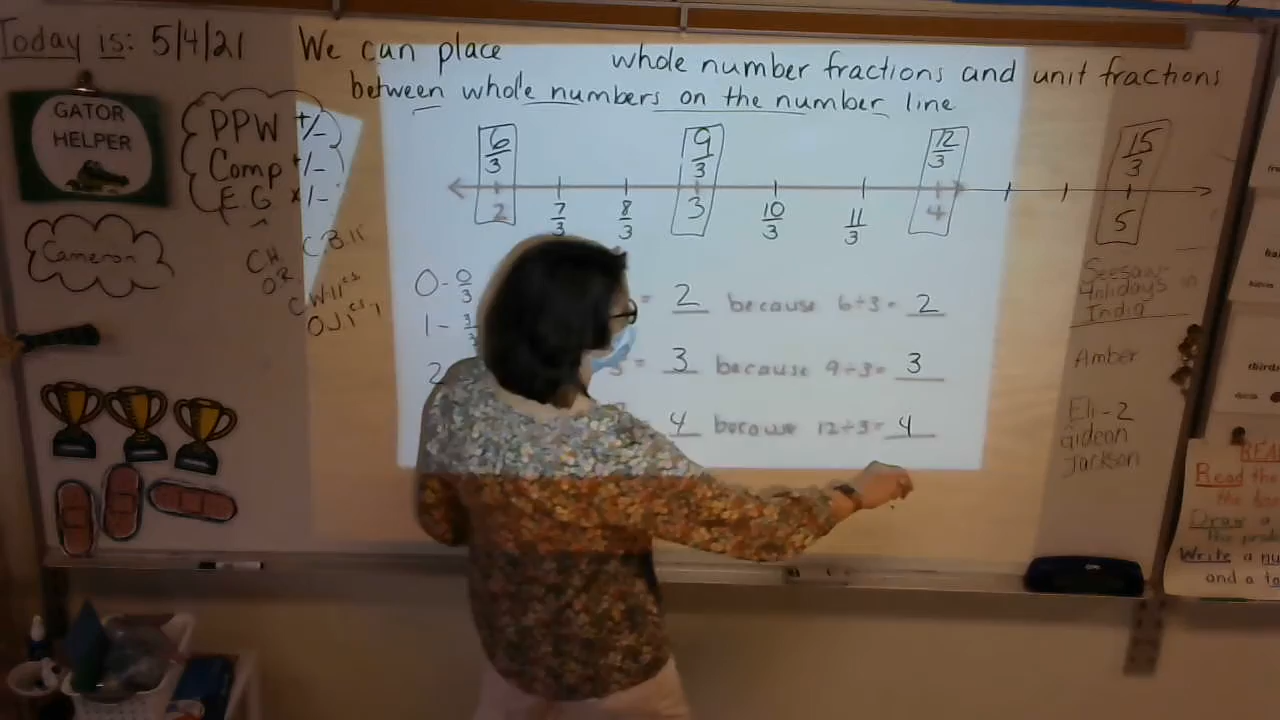 Today is: 5/4/21
We can place whole number fractions and unit fractions
between whole numbers on the number line
GATOR
HELPER
PPW +/-
Comp +/-
E.G x/-
Cameron
6/3 9/3 12/3 15/3
2 7/3 8/3 3 10/3 11/3 4 5
0 - 0/3
= 2 because 6÷3 = 2
1 - 3/3
= 3 because 9÷3 = 3
2
4 because 12÷3 = 4
Holidays in
India
Amber
Eli - 2
Gideon
Jackson
Read the
Draw a
Write a nu
and a